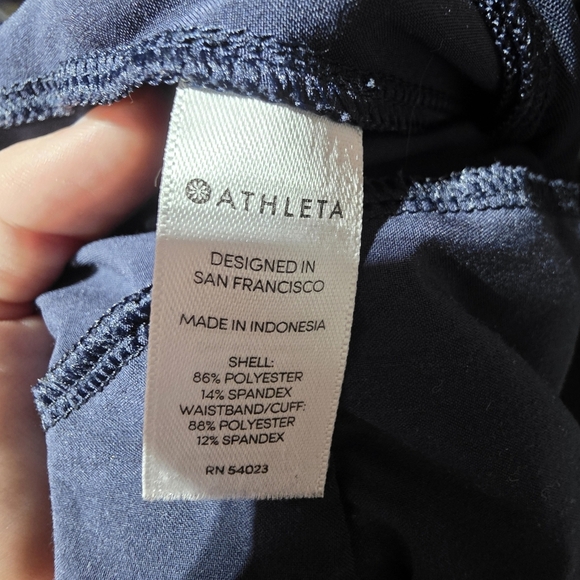 ATHLETA
DESIGNED IN
SAN FRANCISCO
MADE IN INDONESIA
SHELL:
86% POLYESTER
14% SPANDEX
WAISTBAND/CUFF:
88% POLYESTER
12% SPANDEX
RN 54023